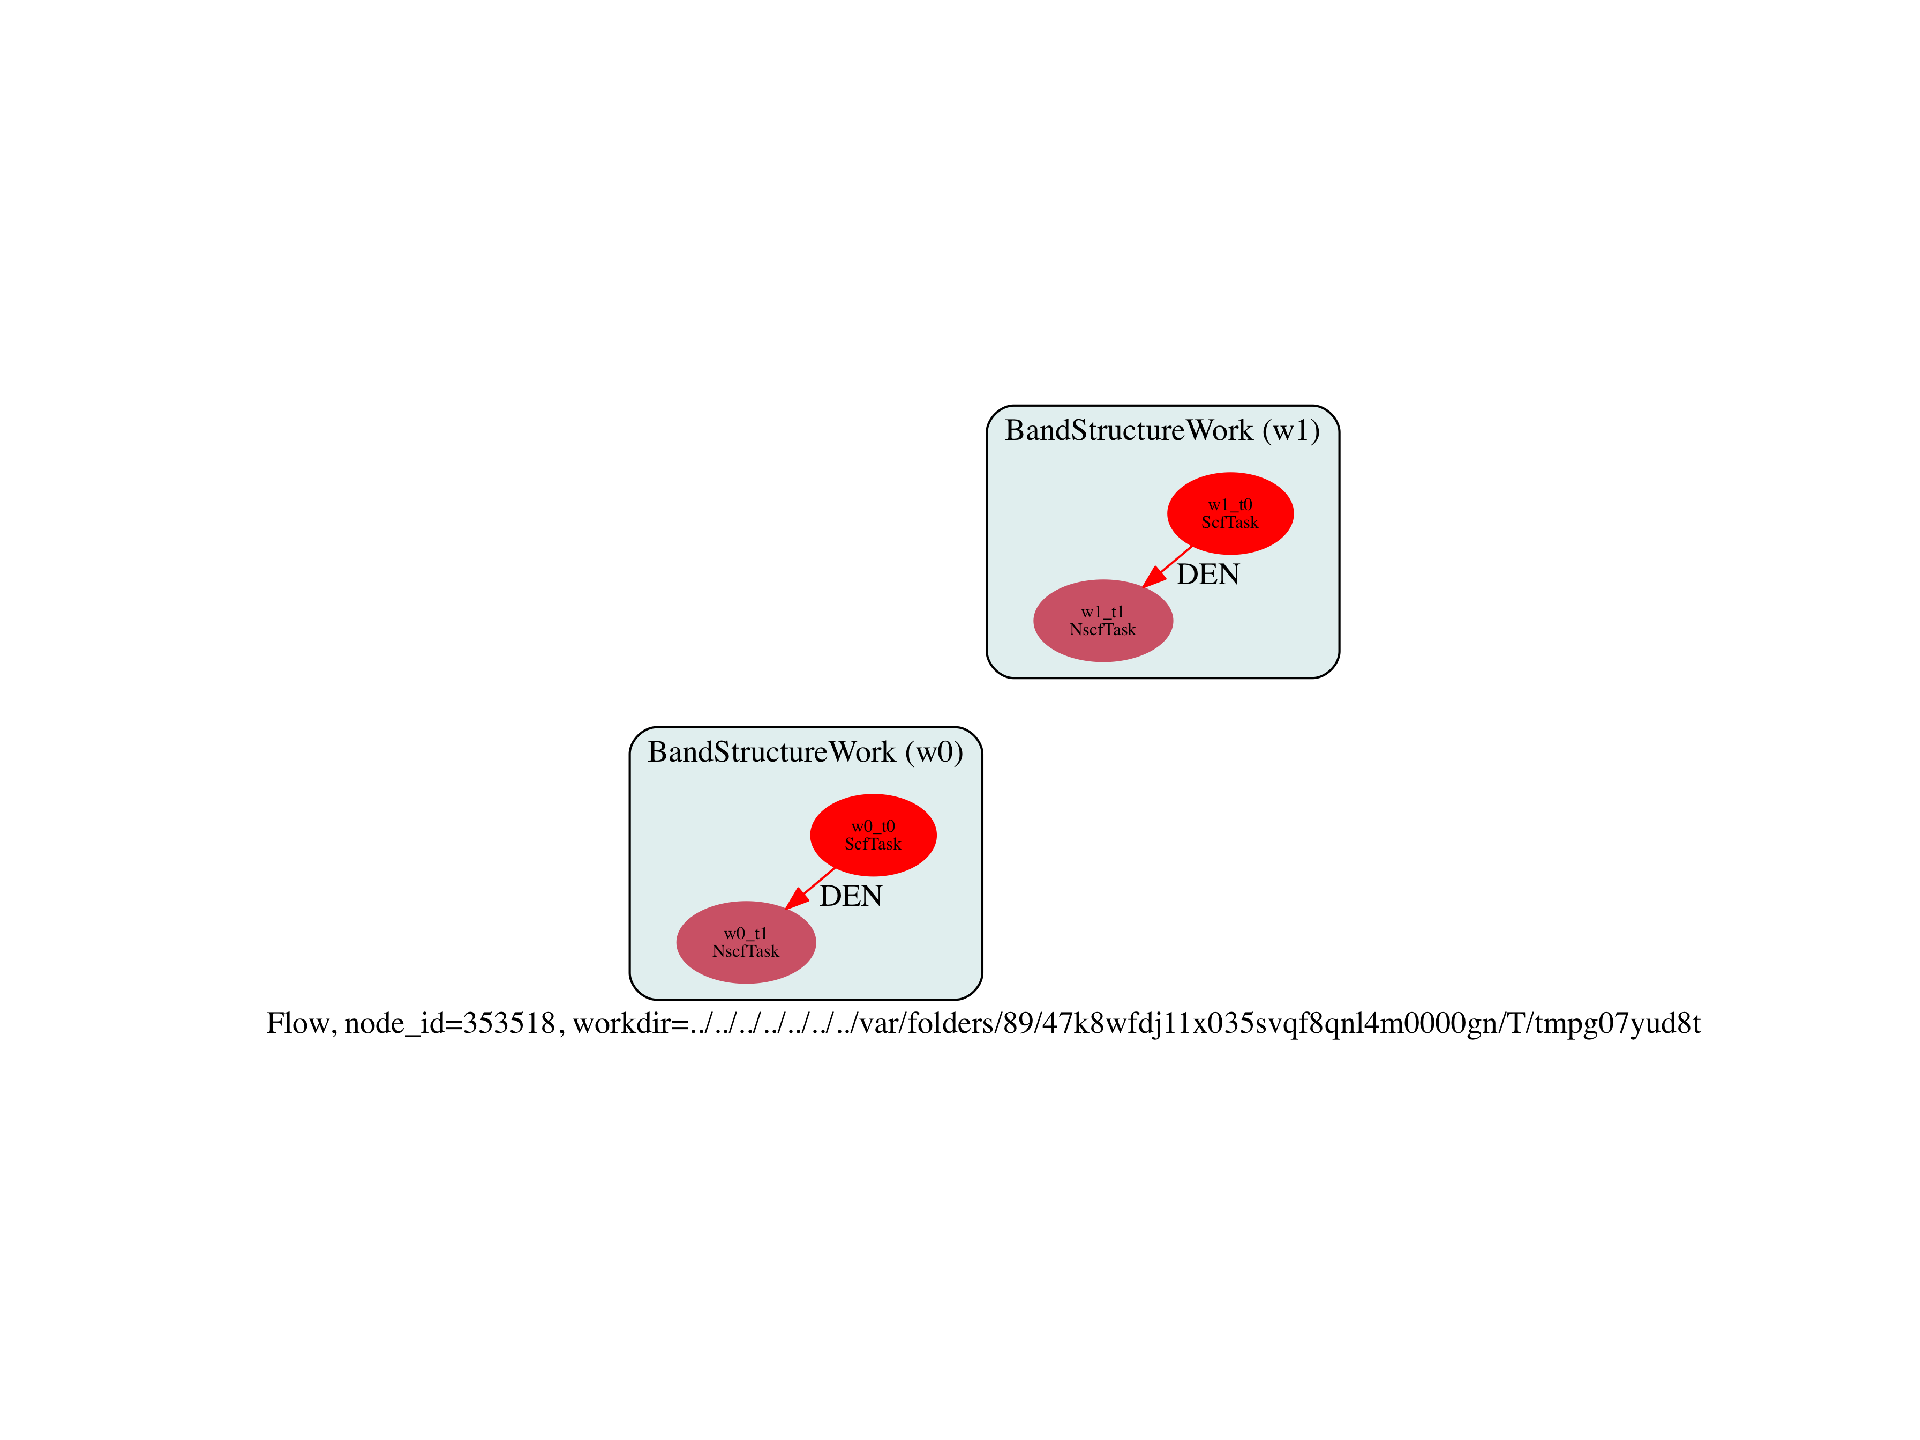 BandStructureWork (w1)
w1_t0
ScfTask
DEN
w1_t1
NscfTask
BandStructureWork (w0)
w0_t0
ScfTask
DEN
w0_t1
NscfTask
Flow, node_id=353518, workdir=../../../../../../../var/folders/89/47k8wfdj11x035svqf8qnl4m0000gn/T/tmpg07yud8t